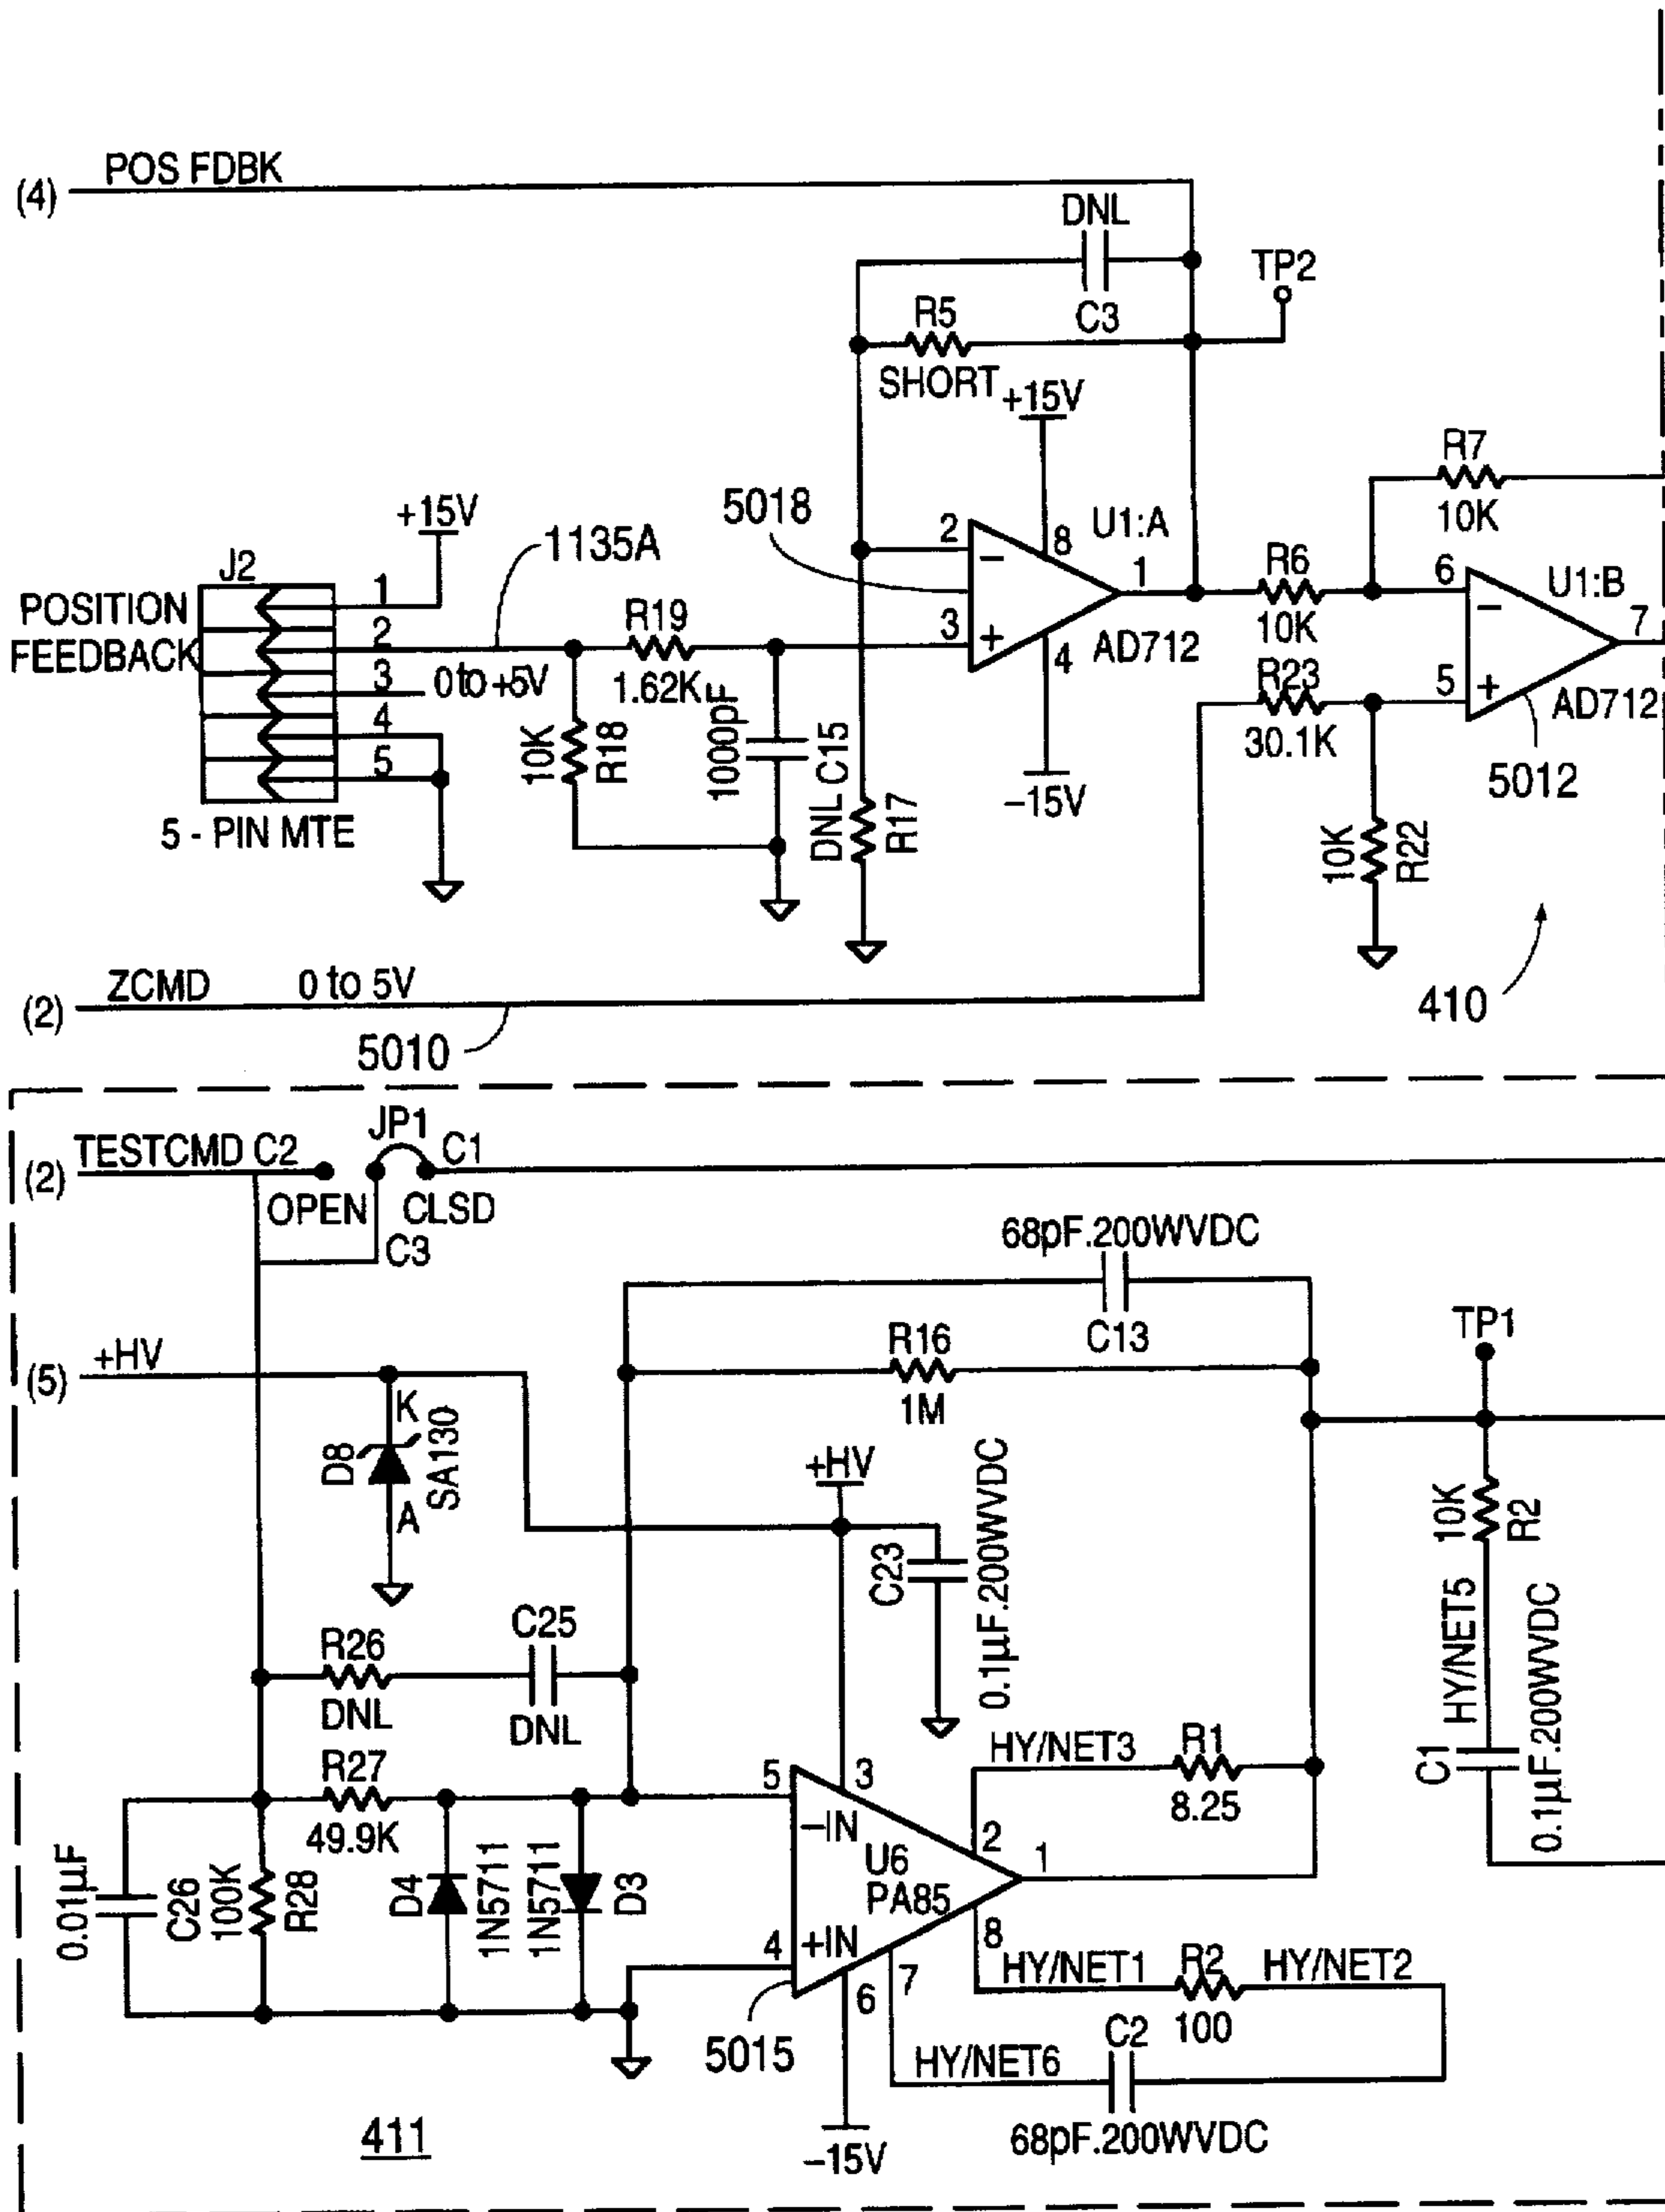 (4) POS FDBK
DNL
C3
TP2
R5
SHORT
+15V
R7
10K
5018
U1:A
2
8
1
3
4
AD712
-15V
R6
10K
6
U1:B
7
R23
30.1K
5
AD712
5012
10K
R22
410
+15V
1135A
J2
POSITION
FEEDBACK
1
2
3
4
5
0 to +5V
5 - PIN MTE
R19
1.62K
10K
R18
1000pF
C15
DNL
R17
(2) ZCMD 0 to 5V
5010
(2) TESTCMD C2
JP1
C1
OPEN CLSD
C3
68pF.200WVDC
C13
R16
1M
TP1
(5) +HV
K
D8
SA130
A
+HV
C23
0.1µF.200WVDC
10K
R2
HY/NET5
C1
0.1µF.200WVDC
R26
DNL
C25
DNL
R27
49.9K
0.01µF
C26
100K
R28
D4
1N5711
1N5711
D3
5
3
-IN
U6
PA85
2
1
HY/NET3
R1
8.25
4
+IN
8
7
6
HY/NET1
R2
100
HY/NET2
HY/NET6
C2
68pF.200WVDC
5015
-15V
411